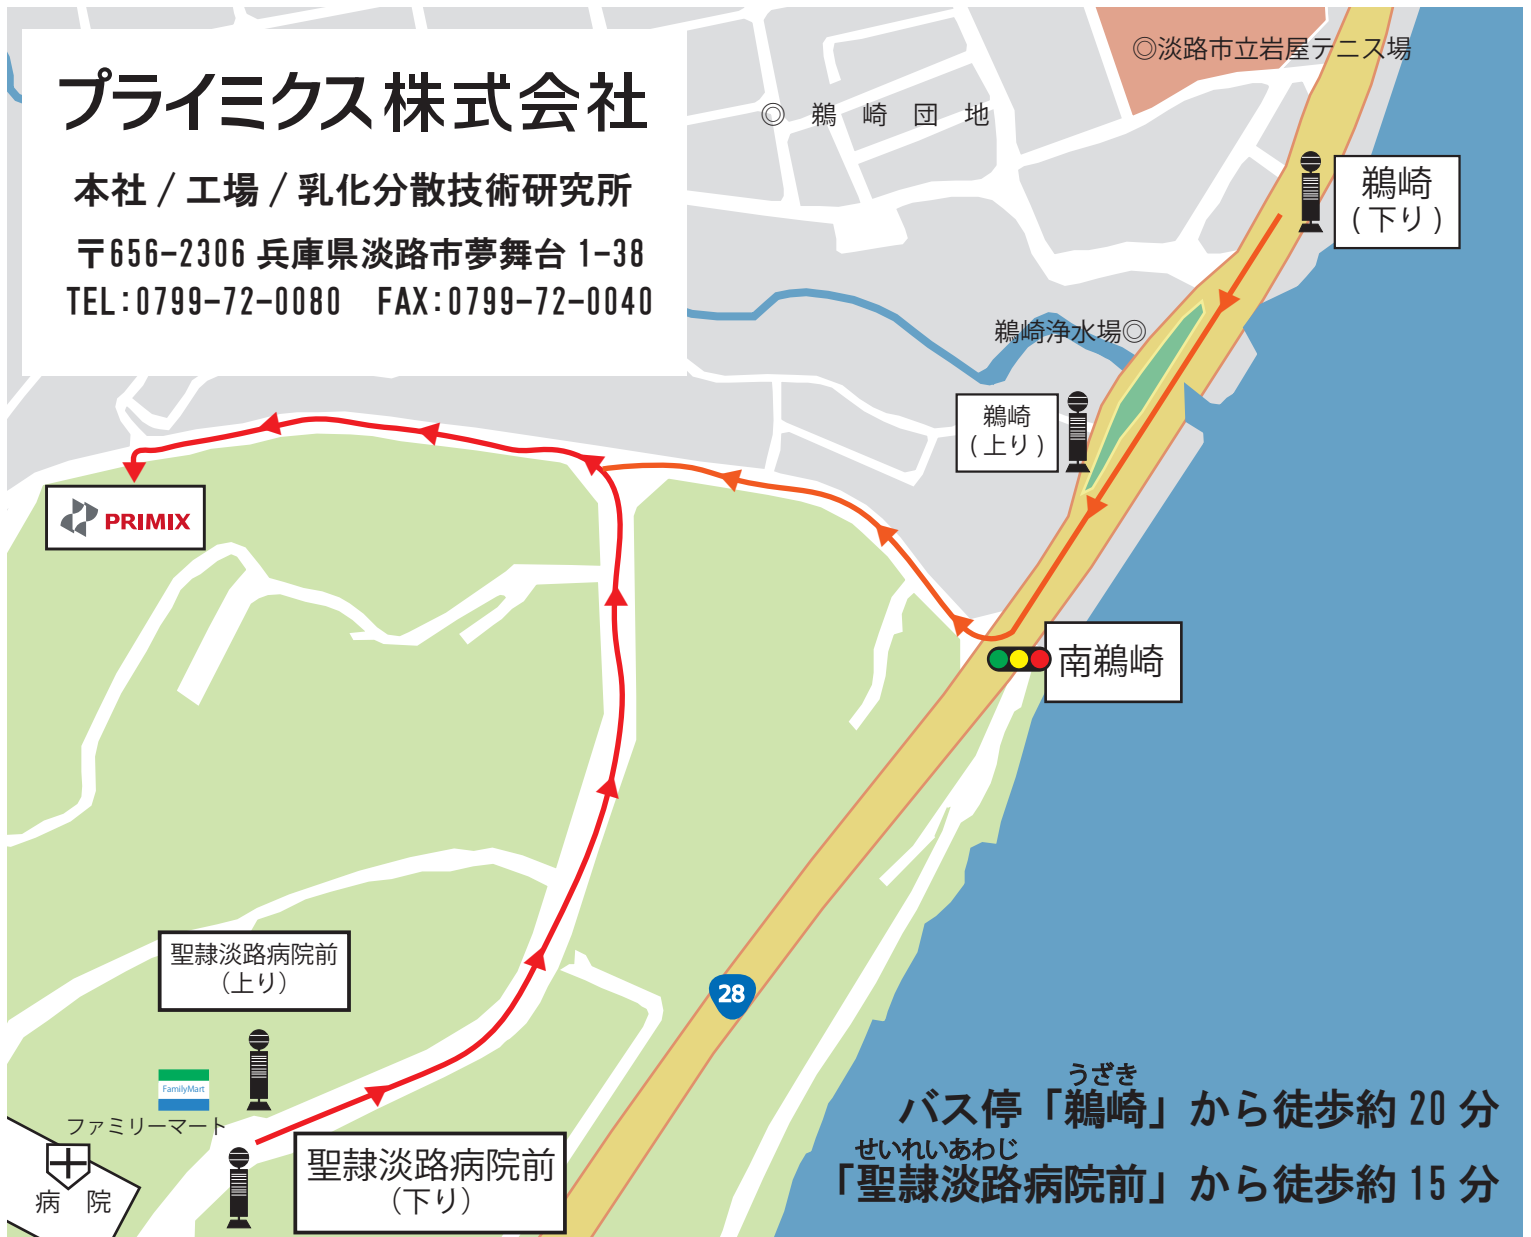 プライミクス株式会社
本社 / 工場 / 乳化分散技術研究所
〒656-2306 兵庫県淡路市夢舞台 1-38
TEL:0799-72-0080 FAX:0799-72-0040
◎淡路市立岩屋テニス場
◎ 鵜 崎 団 地
鵜崎
(下り)
鵜崎浄水場◎
鵜崎
(上り)
PRIMIX
南鵜崎
聖隷淡路病院前
(上り)
28
FamilyMart
ファミリーマート
聖隷淡路病院前
(下り)
病 院
うざき
バス停「鵜崎」から徒歩約 20 分
せいれいあわじ
「聖隷淡路病院前」から徒歩約 15 分